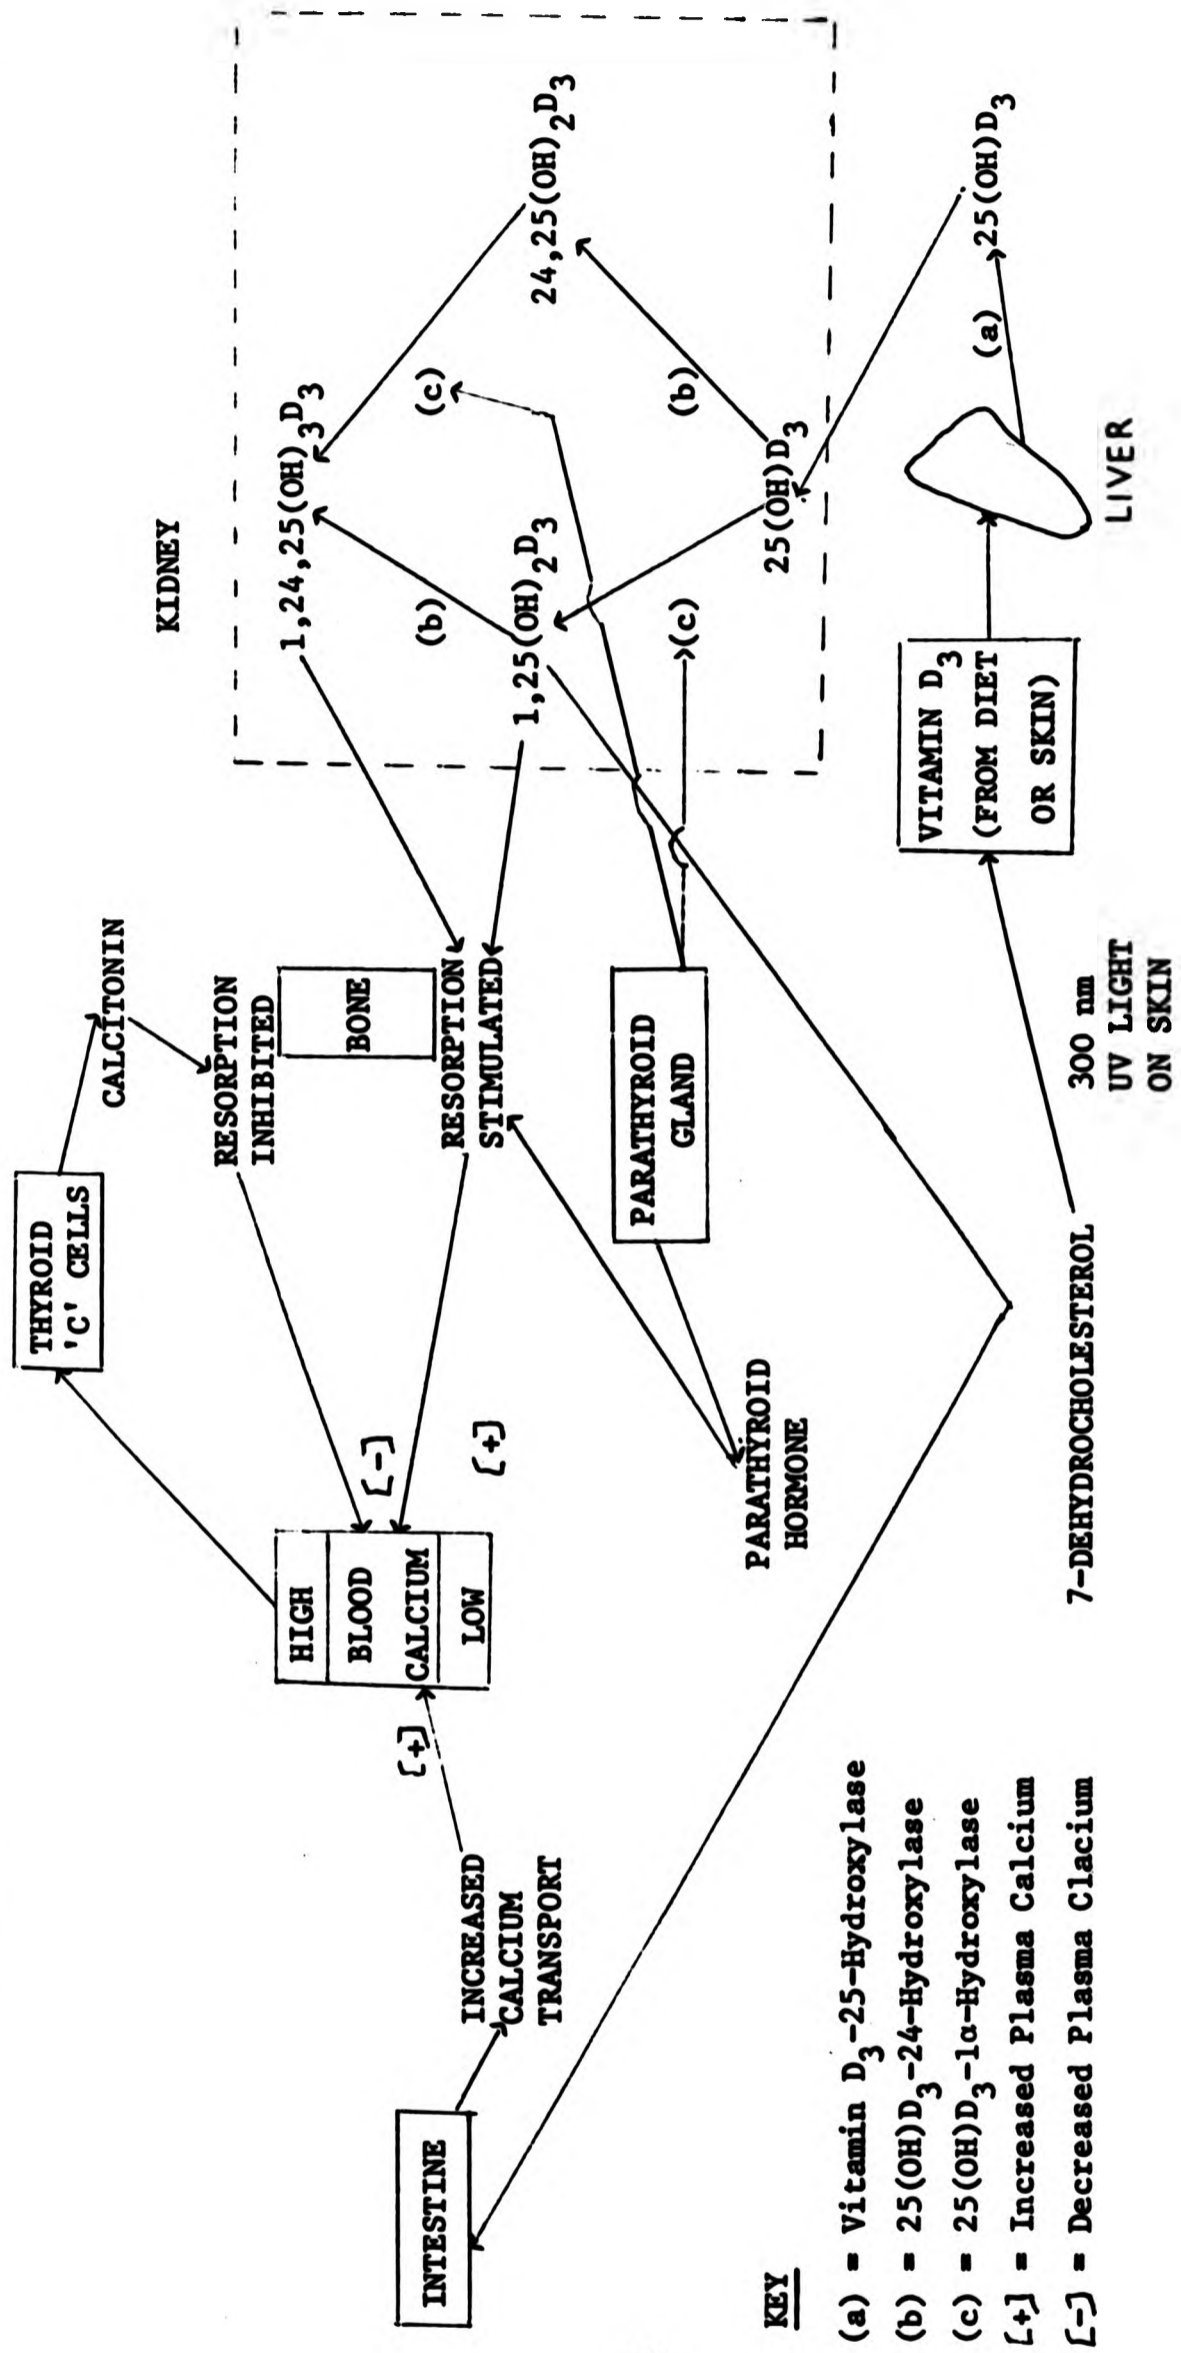 KIDNEY
THYROID
'C' CELLS
CALCITONIN
RESORPTION
INHIBITED
BONE
RESORPTION
STIMULATED
HIGH
BLOOD
CALCIUM
LOW
[-]
[+]
[+]
INCREASED
CALCIUM
TRANSPORT
INTESTINE
PARATHYROID
GLAND
PARATHYROID
HORMONE
1,24,25(OH)₃D₃
(b)
(c)
1,25(OH)₂D₃
24,25(OH)₂D₃
(c)
(b)
25(OH)D₃
VITAMIN D₃
(FROM DIET
OR SKIN)
(a)
25(OH)D₃
LIVER
300 nm
UV LIGHT
ON SKIN
7-DEHYDROCHOLESTEROL
KEY
(a) = Vitamin D₃-25-Hydroxylase
(b) = 25(OH)D₃-24-Hydroxylase
(c) = 25(OH)D₃-1α-Hydroxylase
[+] = Increased Plasma Calcium
[-] = Decreased Plasma Clacium